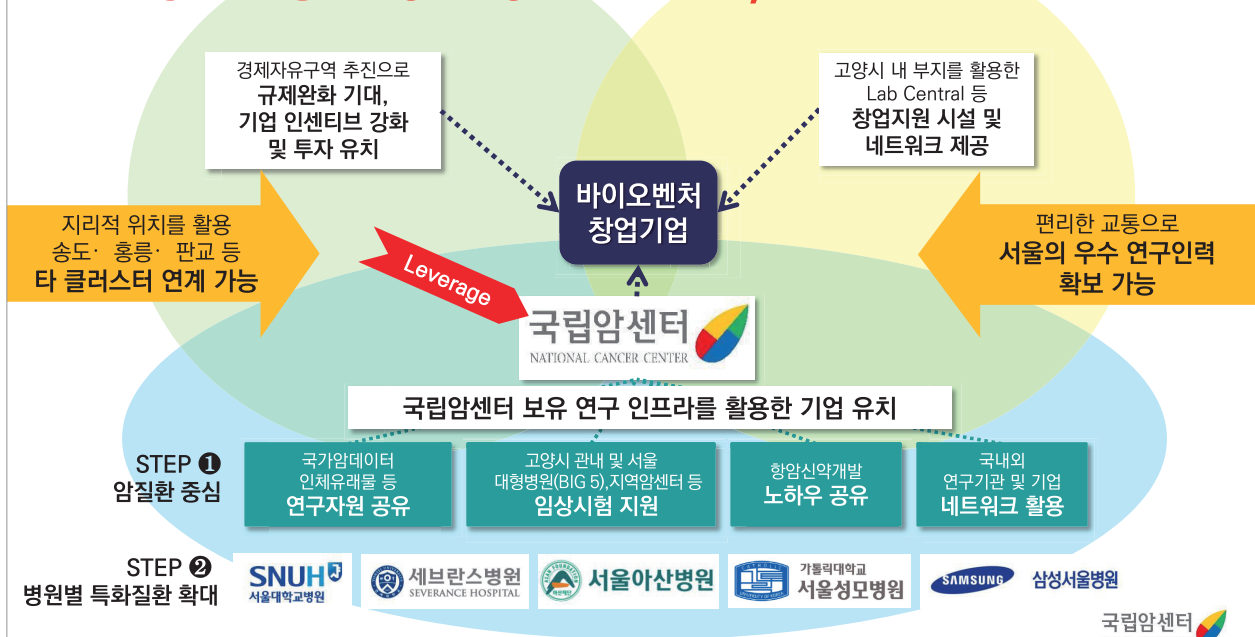 경제자유구역 추진으로
규제완화 기대,
기업 인센티브 강화
및 투자 유치
고양시 내 부지를 활용한
Lab Central 등
창업지원 시설 및
네트워크 제공
바이오벤처
창업기업
지리적 위치를 활용
송도· 홍릉· 판교 등
타 클러스터 연계 가능
편리한 교통으로
서울의 우수 연구인력
확보 가능
Leverage
국립암센터
NATIONAL CANCER CENTER
국립암센터 보유 연구 인프라를 활용한 기업 유치
STEP ❶
암질환 중심
국가암데이터
인체유래물 등
연구자원 공유
고양시 관내 및 서울
대형병원(BIG 5),지역암센터 등
임상시험 지원
항암신약개발
노하우 공유
국내외
연구기관 및 기업
네트워크 활용
STEP ❷
병원별 특화질환 확대
SNUH
서울대학교병원
세브란스병원
SEVERANCE HOSPITAL
서울아산병원
가톨릭대학교
서울성모병원
SAMSUNG 삼성서울병원
국립암센터